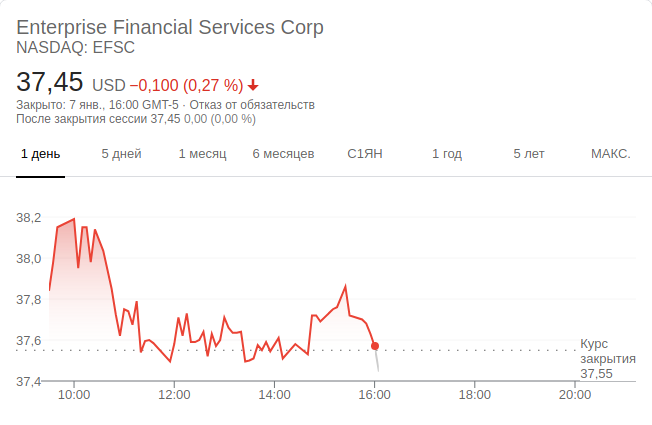 Enterprise Financial Services Corp
NASDAQ: EFSC
37,45 USD −0,100 (0,27 %)
Закрыто: 7 янв., 16:00 GMT-5 · Отказ от обязательств
После закрытия сессии 37,45 0,00 (0,00 %)
1 день 5 дней 1 месяц 6 месяцев С1ЯН 1 год 5 лет МАКС.
38,2
38,0
37,8
37,6
37,4
Курс
закрытия
37,55
10:00 12:00 14:00 16:00 18:00 20:00